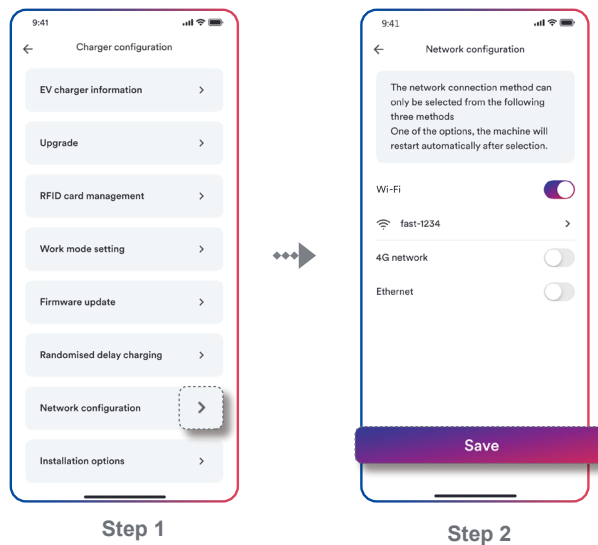 9:41
Charger configuration
EV charger information
Upgrade
RFID card management
Work mode setting
Firmware update
Randomised delay charging
Network configuration
Installation options
Step 1
9:41
Network configuration
The network connection method can
only be selected from the following
three methods
One of the options, the machine will
restart automatically after selection.
Wi-Fi
fast-1234
4G network
Ethernet
Save
Step 2